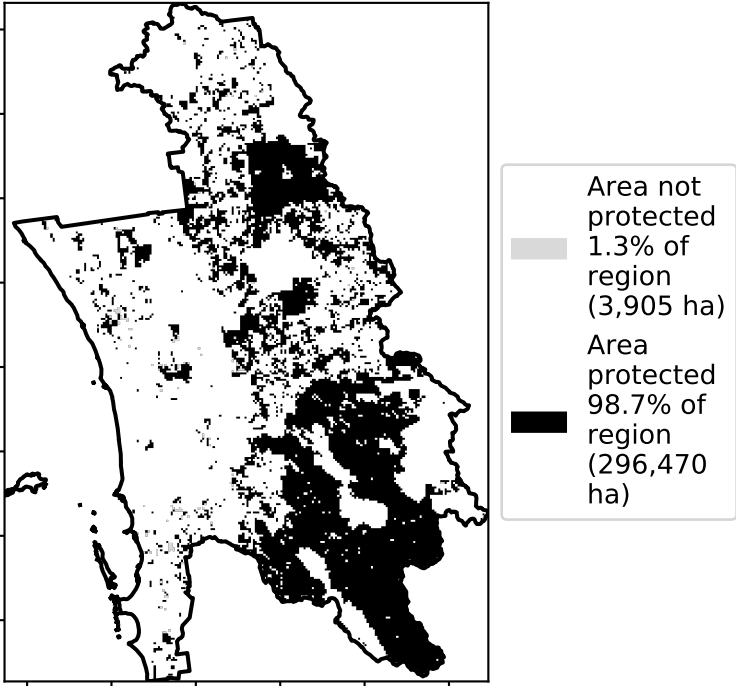 Area not
protected
1.3% of
region
(3,905 ha)
Area
protected
98.7% of
region
(296,470
ha)